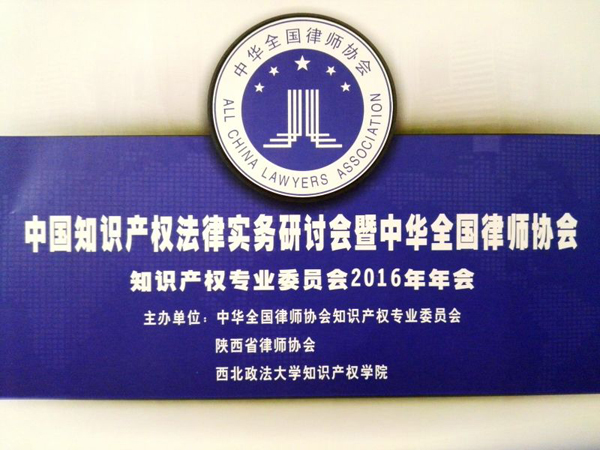 中华全国律师协会
ALL CHINA LAWYERS ASSOCIATION
中国知识产权法律实务研讨会暨中华全国律师协会
知识产权专业委员会2016年年会
主办单位：中华全国律师协会知识产权专业委员会
陕西省律师协会
西北政法大学知识产权学院